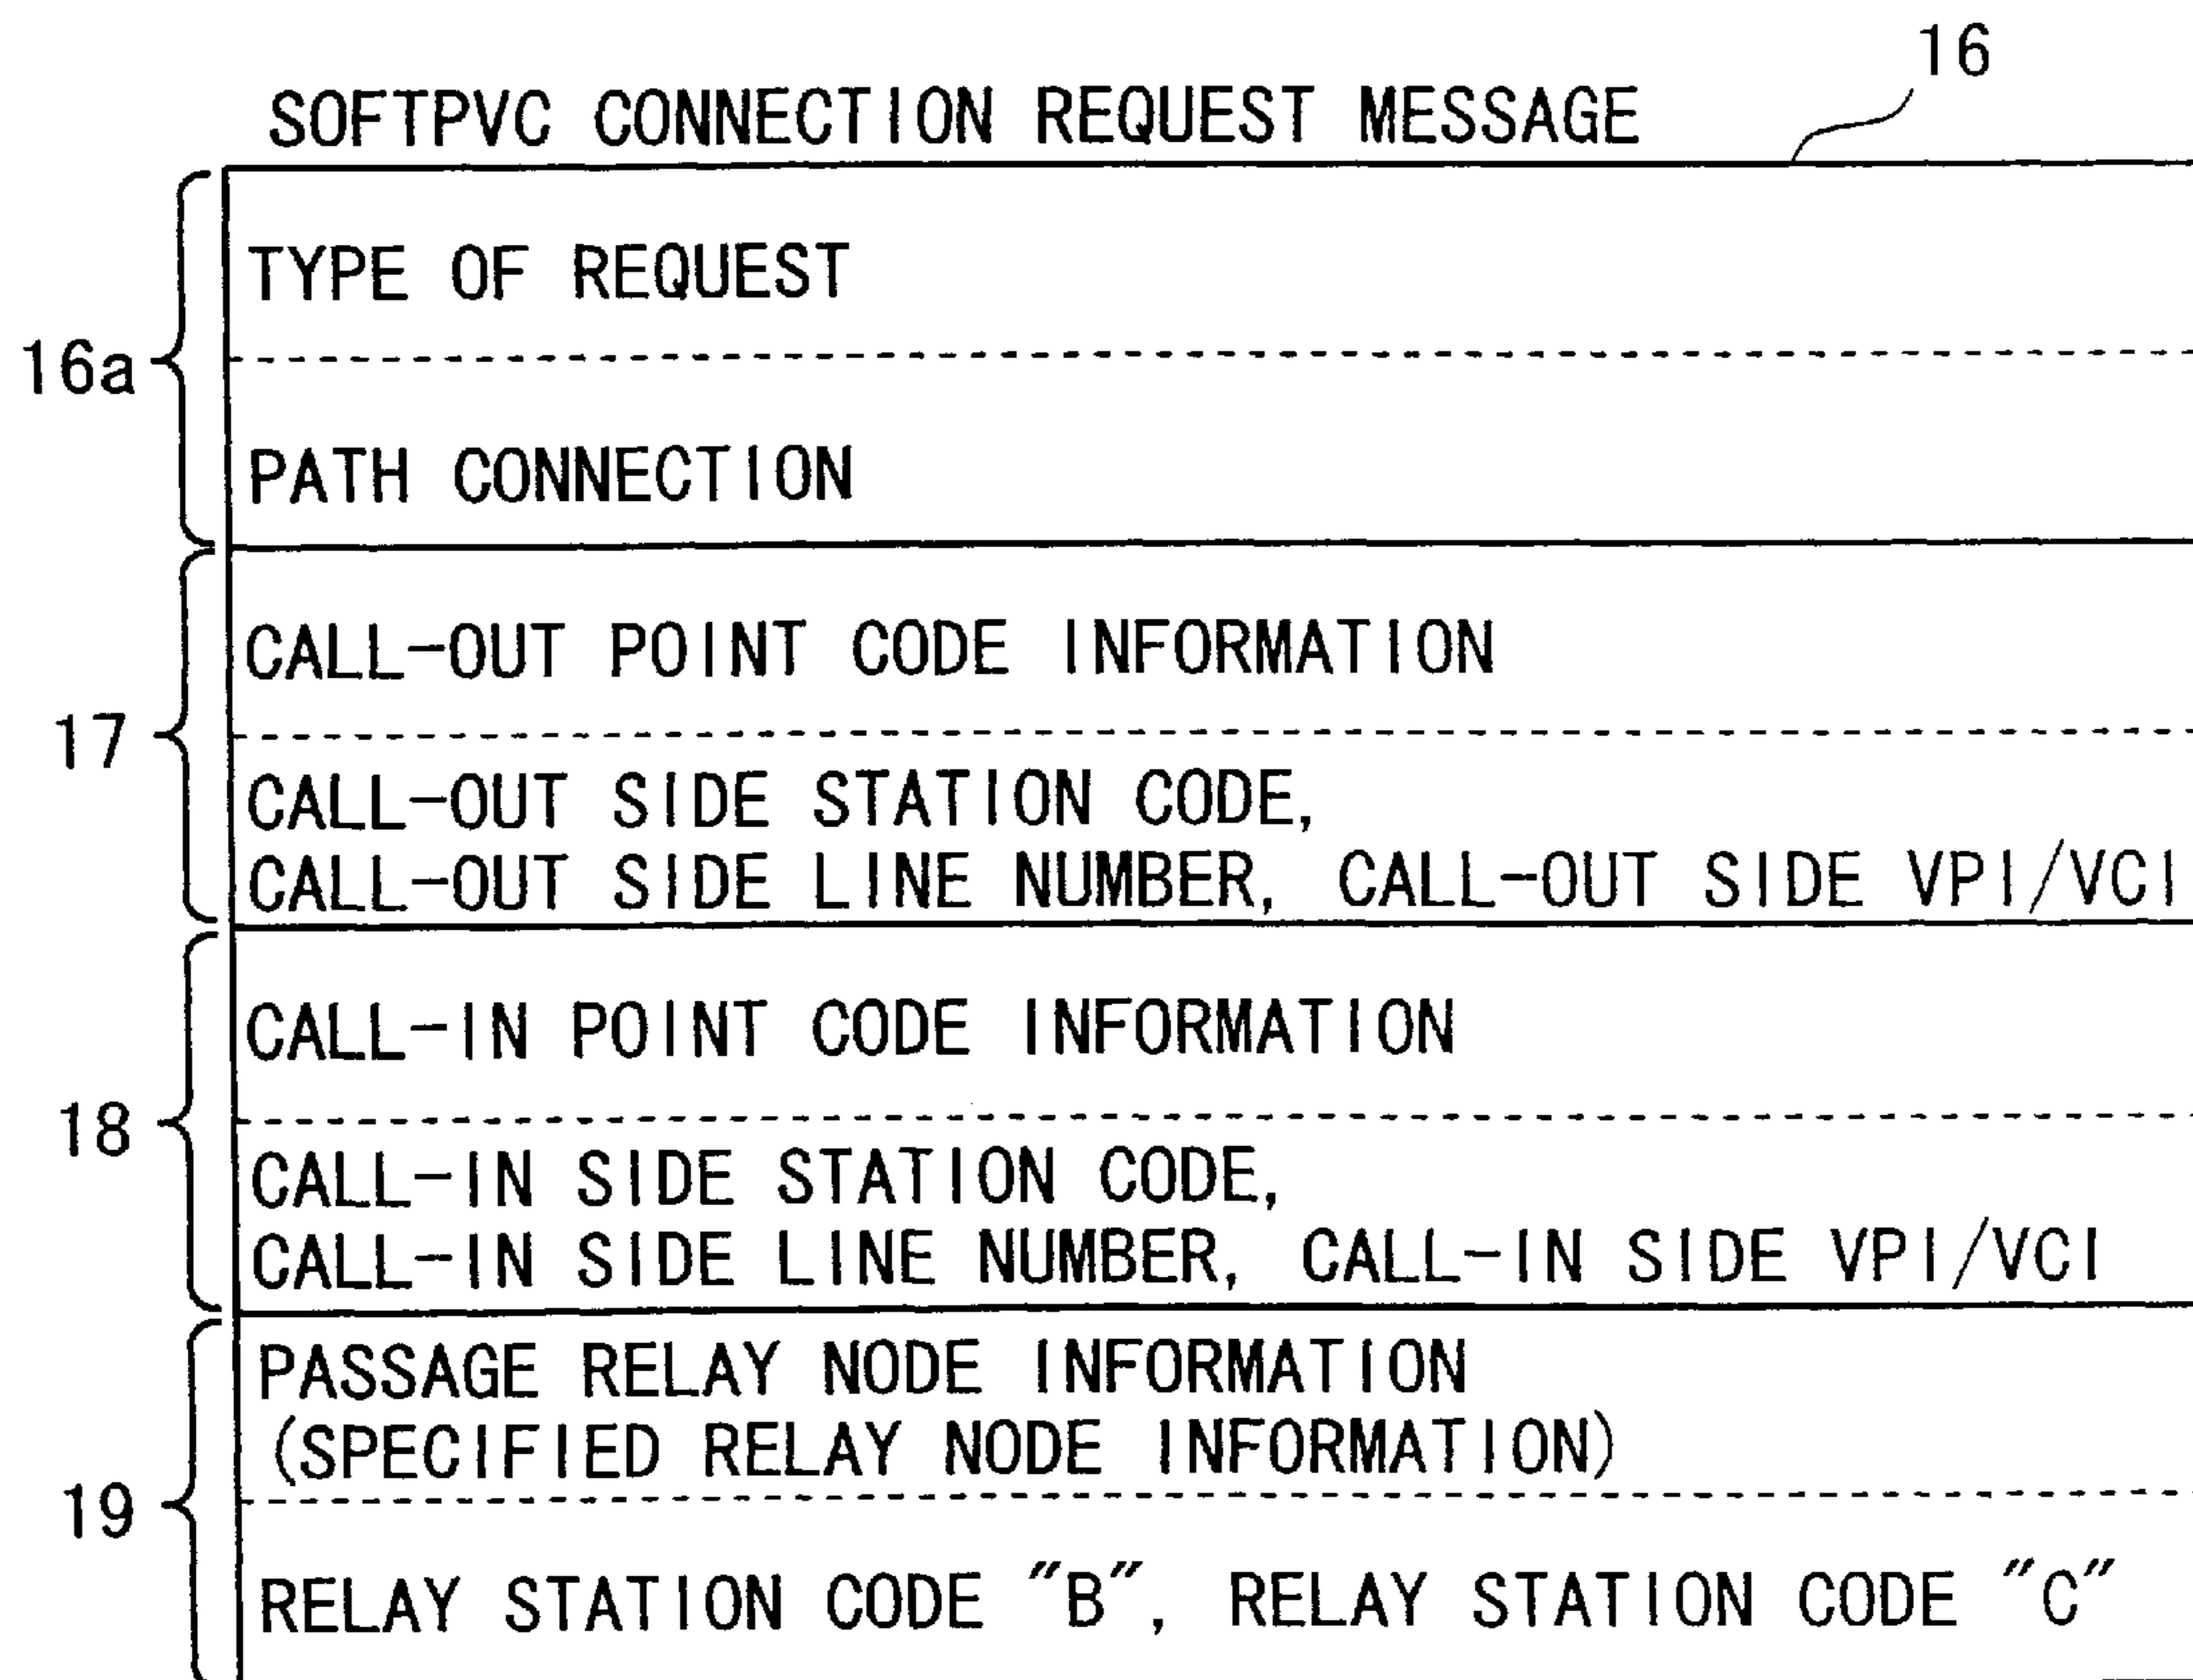 16
SOFTPVC CONNECTION REQUEST MESSAGE
16a
TYPE OF REQUEST
PATH CONNECTION
17
CALL-OUT POINT CODE INFORMATION
CALL-OUT SIDE STATION CODE,
CALL-OUT SIDE LINE NUMBER, CALL-OUT SIDE VPI/VCI
18
CALL-IN POINT CODE INFORMATION
CALL-IN SIDE STATION CODE,
CALL-IN SIDE LINE NUMBER, CALL-IN SIDE VPI/VCI
19
PASSAGE RELAY NODE INFORMATION
(SPECIFIED RELAY NODE INFORMATION)
RELAY STATION CODE "B", RELAY STATION CODE "C"